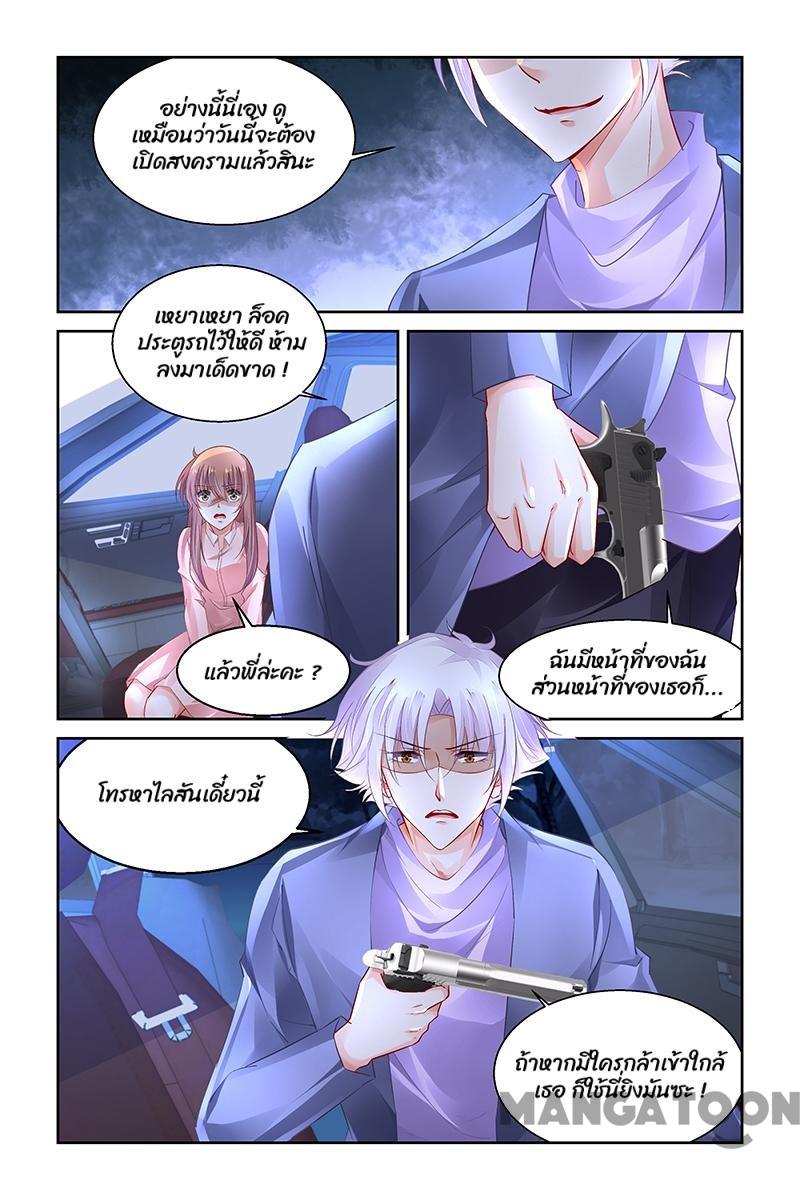 อย่างนี้นี่เอง ดู
เหมือนว่าวันนี้จะต้อง
เปิดสงครามแล้วสินะ
เหยาเหยา ล็อค
ประตูรถไว้ให้ดี ห้าม
ลงมาเด็ดขาด !
แล้วพี่ล่ะคะ ?
ฉันมีหน้าที่ของฉัน
ส่วนหน้าที่ของเธอก็...
โทรหาไลสันเดี๋ยวนี้
ถ้าหากมีใครกล้าเข้าใกล้
เธอ ก็ใช้นี่ยิงมันซะ !
MANGATOON